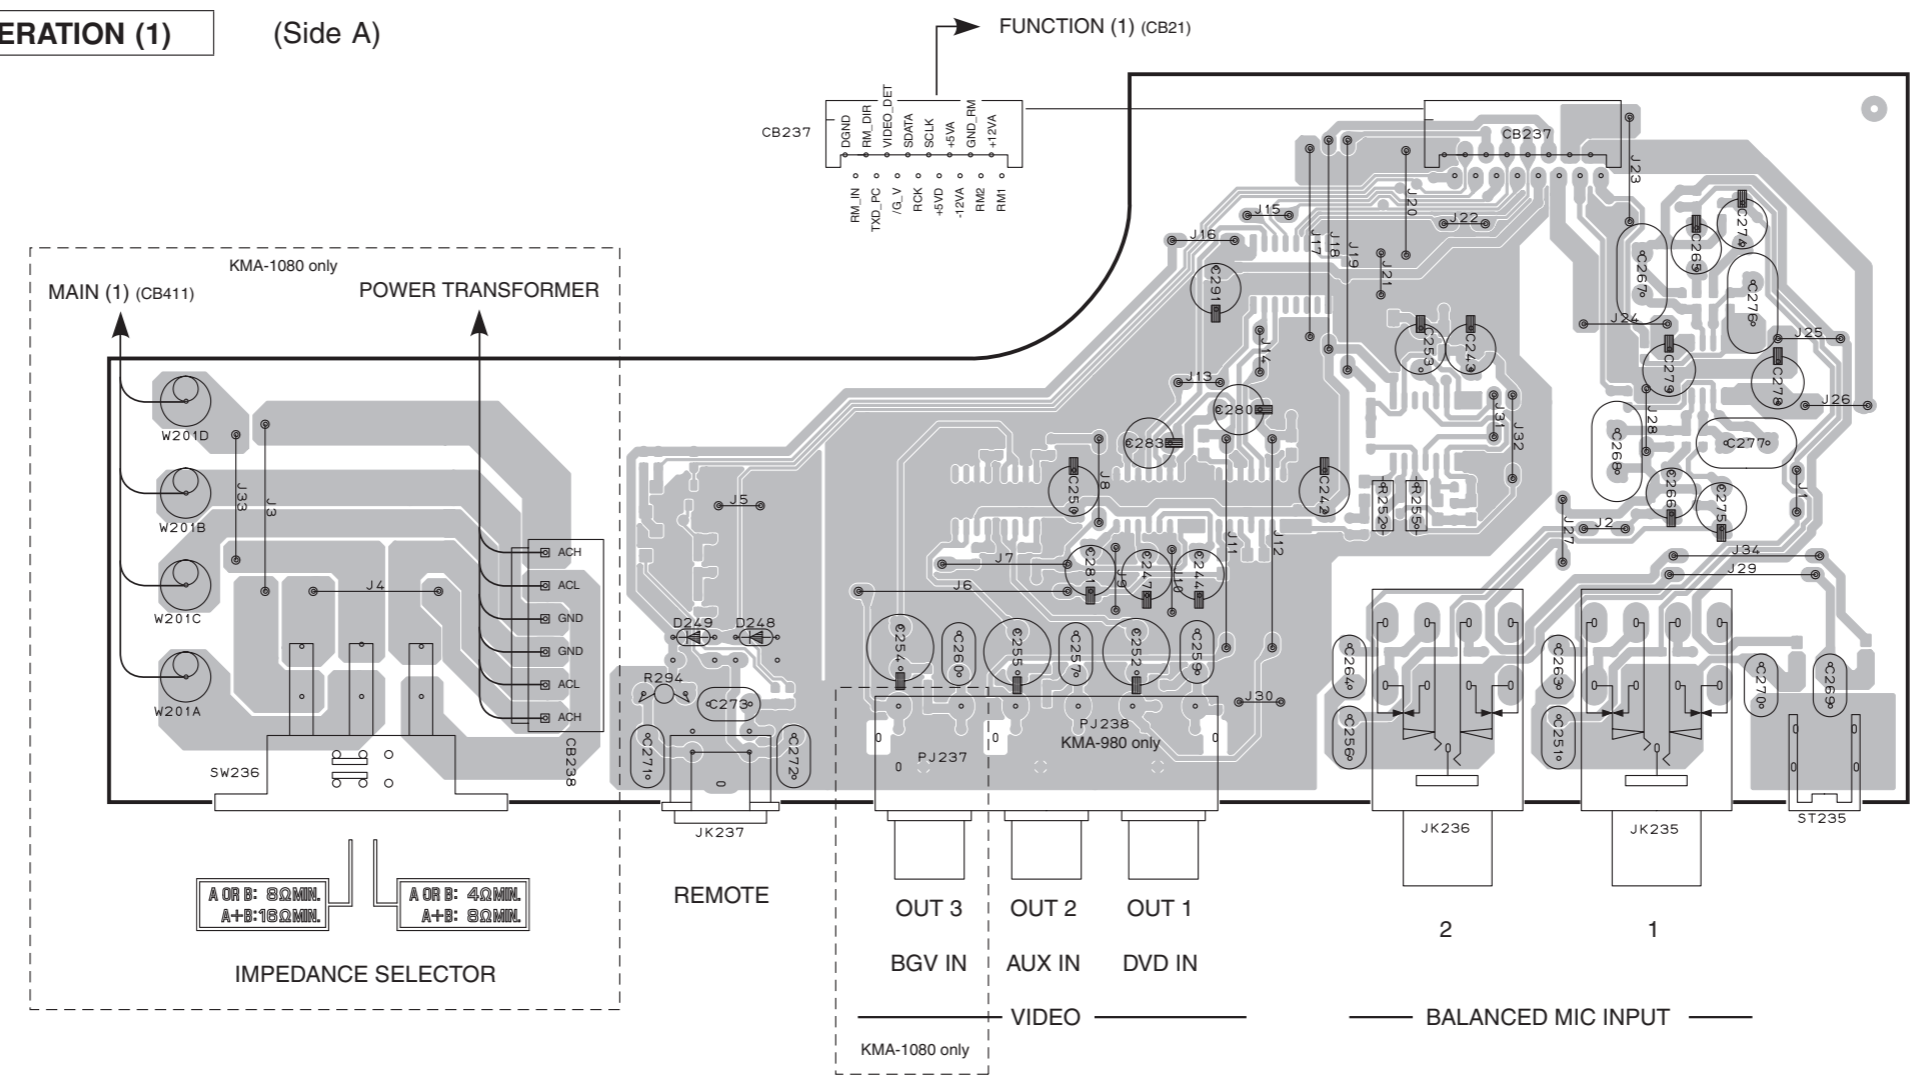 ERATION (1)
(Side A)
FUNCTION (1) (CB21)
CB237
DGND
RM_DIR
VIDEO_DET
SDATA
SCLK
+5VA
GND_RM
+12VA
RM_IN
TXD_PC
/G_V
RCK
+5VD
-12VA
RM2
RM1
CB237
J23
J15
J20
J22
J16
J17
J18
J19
J21
C291
C274
C265
C267
C276
J24
J25
C253
C243
J14
J13
C280
C283
C279
C278
J26
J31
J32
J28
C268
C277
KMA-1080 only
MAIN (1) (CB411)
POWER TRANSFORMER
W201D
W201B
W201C
W201A
J33
J3
J4
ACH
ACL
GND
GND
ACL
ACH
CB238
SW236
J5
C250
J8
C242
R252
R255
C266
C275
J1
J27
J2
J34
J29
J7
J6
C281
J9
C247
J10
C244
J11
J12
D249
D248
R294
C273
C271
C272
C254
C260
C255
C257
C252
C259
J30
C264
C256
C263
C251
C270
C269
PJ238
KMA-980 only
PJ237
JK237
JK236
JK235
ST235
A OR B: 8ΩMIN.
A+B:16ΩMIN.
A OR B: 4ΩMIN.
A+B: 8ΩMIN.
IMPEDANCE SELECTOR
REMOTE
OUT 3
OUT 2
OUT 1
BGV IN
AUX IN
DVD IN
VIDEO
KMA-1080 only
2
1
BALANCED MIC INPUT